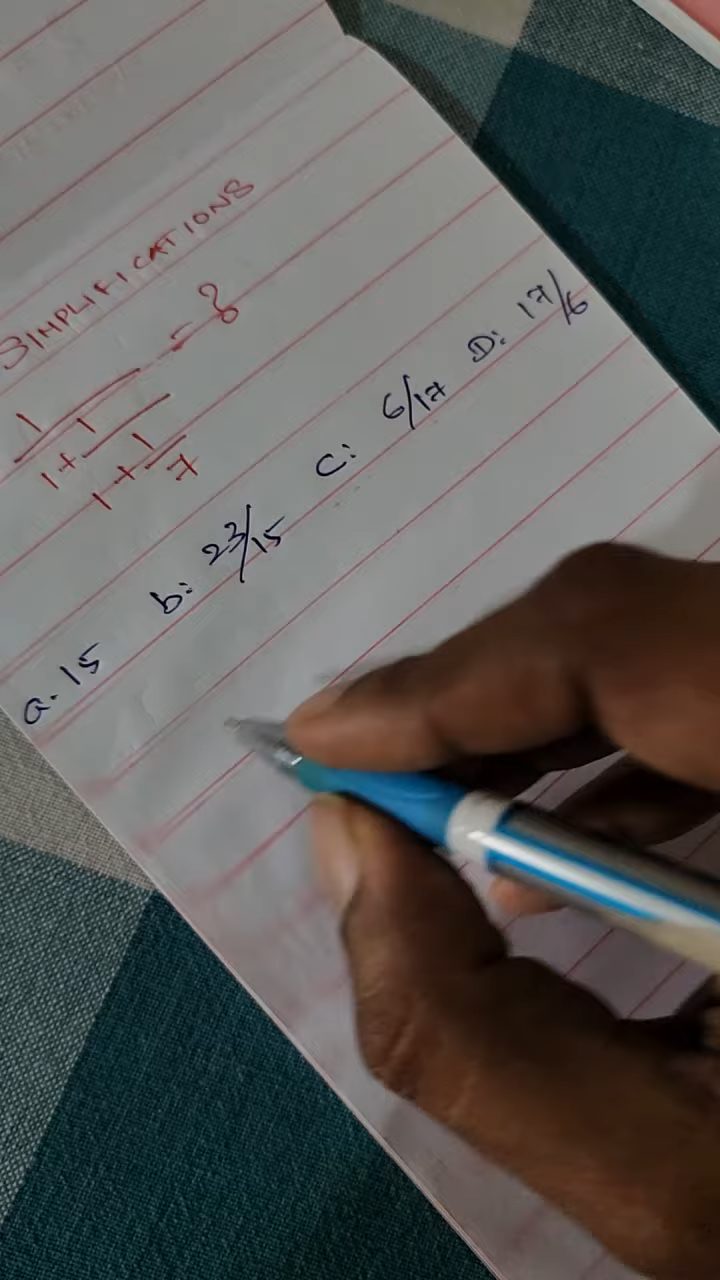 SIMPLIFICATIONS
1 = ?
1 + 1
1 + 1
7
a. 15 b: 23/15 C: 6/17 D: 17/6